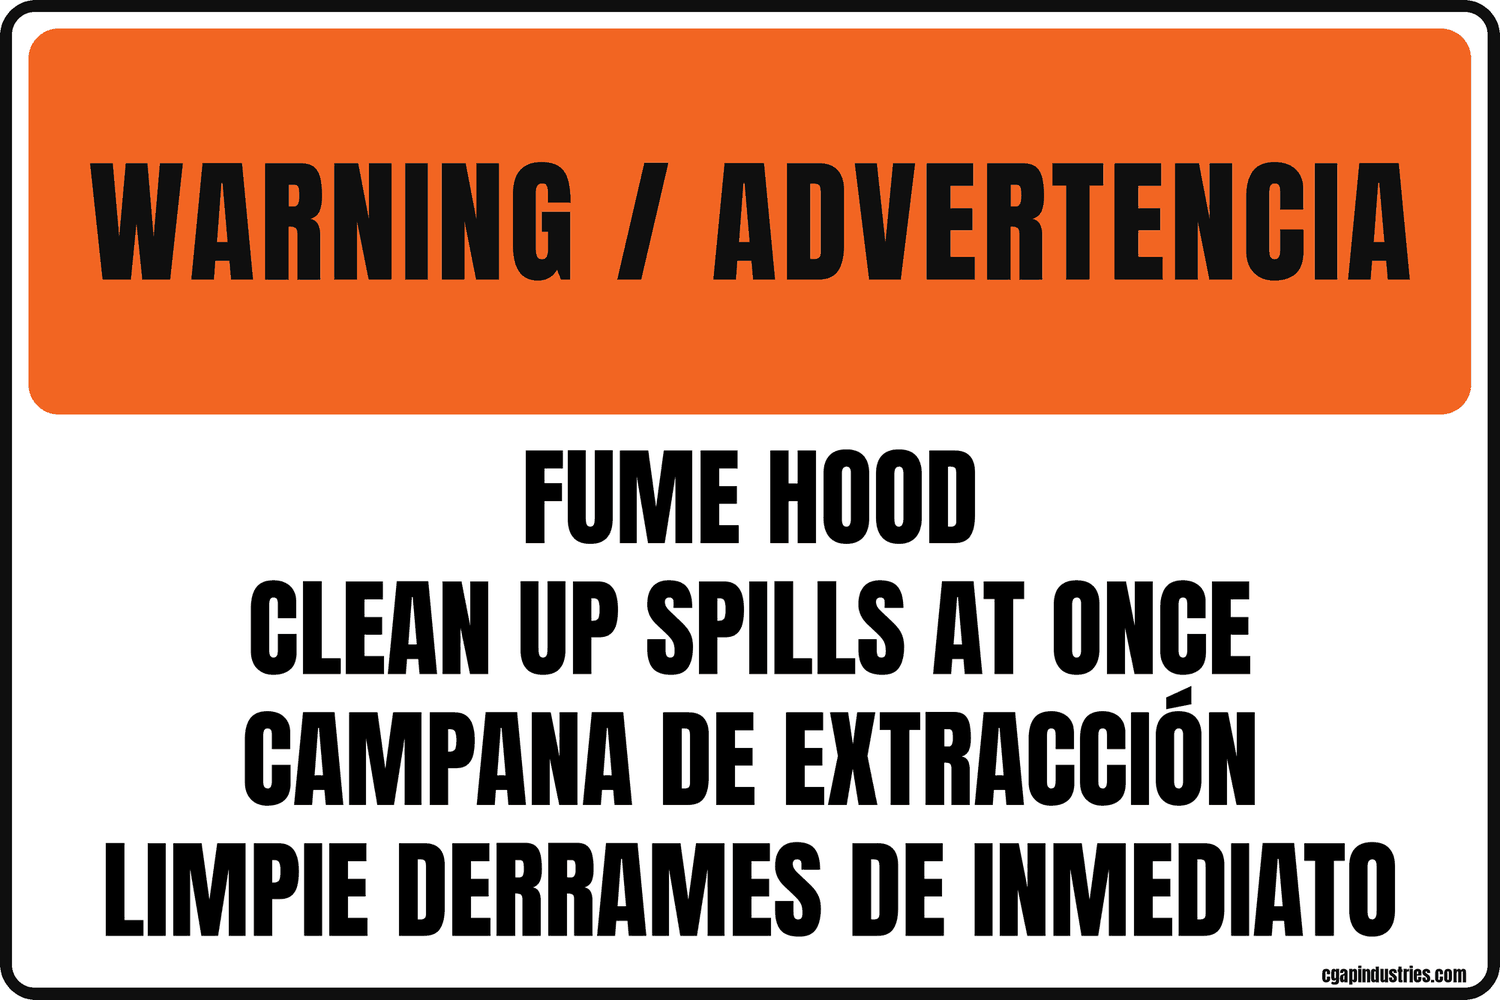 WARNING / ADVERTENCIA
FUME HOOD
CLEAN UP SPILLS AT ONCE
CAMPANA DE EXTRACCIÓN
LIMPIE DERRAMES DE INMEDIATO
cgapindustries.com